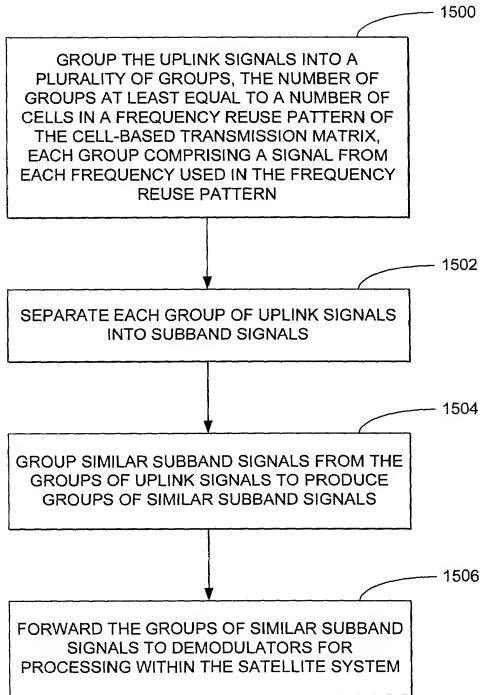 1500
GROUP THE UPLINK SIGNALS INTO A
PLURALITY OF GROUPS, THE NUMBER OF
GROUPS AT LEAST EQUAL TO A NUMBER OF
CELLS IN A FREQUENCY REUSE PATTERN OF
THE CELL-BASED TRANSMISSION MATRIX,
EACH GROUP COMPRISING A SIGNAL FROM
EACH FREQUENCY USED IN THE FREQUENCY
REUSE PATTERN
1502
SEPARATE EACH GROUP OF UPLINK SIGNALS
INTO SUBBAND SIGNALS
1504
GROUP SIMILAR SUBBAND SIGNALS FROM THE
GROUPS OF UPLINK SIGNALS TO PRODUCE
GROUPS OF SIMILAR SUBBAND SIGNALS
1506
FORWARD THE GROUPS OF SIMILAR SUBBAND
SIGNALS TO DEMODULATORS FOR
PROCESSING WITHIN THE SATELLITE SYSTEM